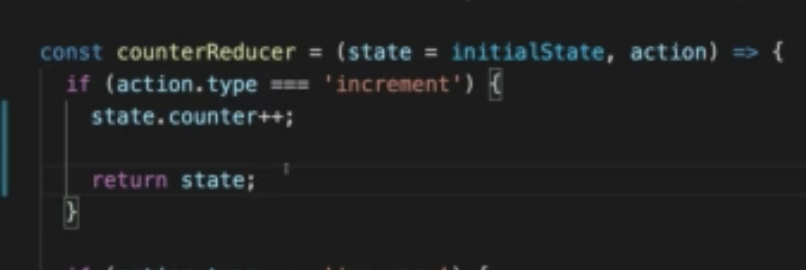 const counterReducer = (state = initialState, action) => {
if (action.type === 'increment') {
state.counter++;
return state;
}